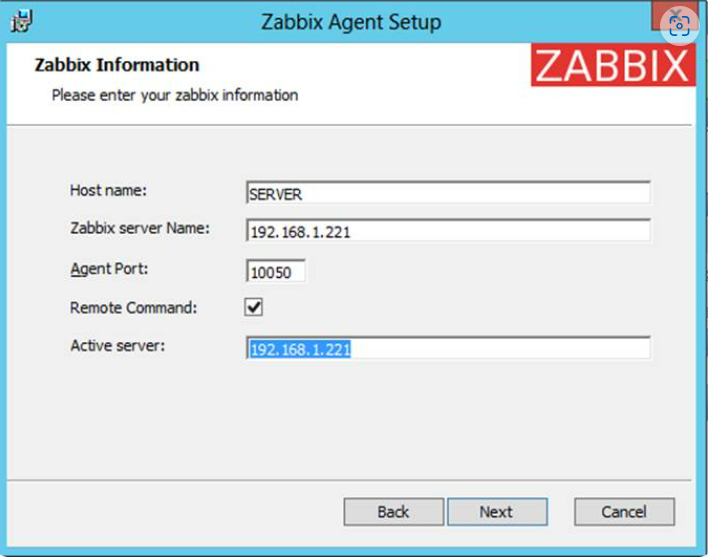 Zabbix Agent Setup
Zabbix Information
Please enter your zabbix information
ZABBIX
Host name: SERVER
Zabbix server Name: 192.168.1.221
Agent Port: 10050
Remote Command:
Active server: 192.168.1.221
Back Next Cancel